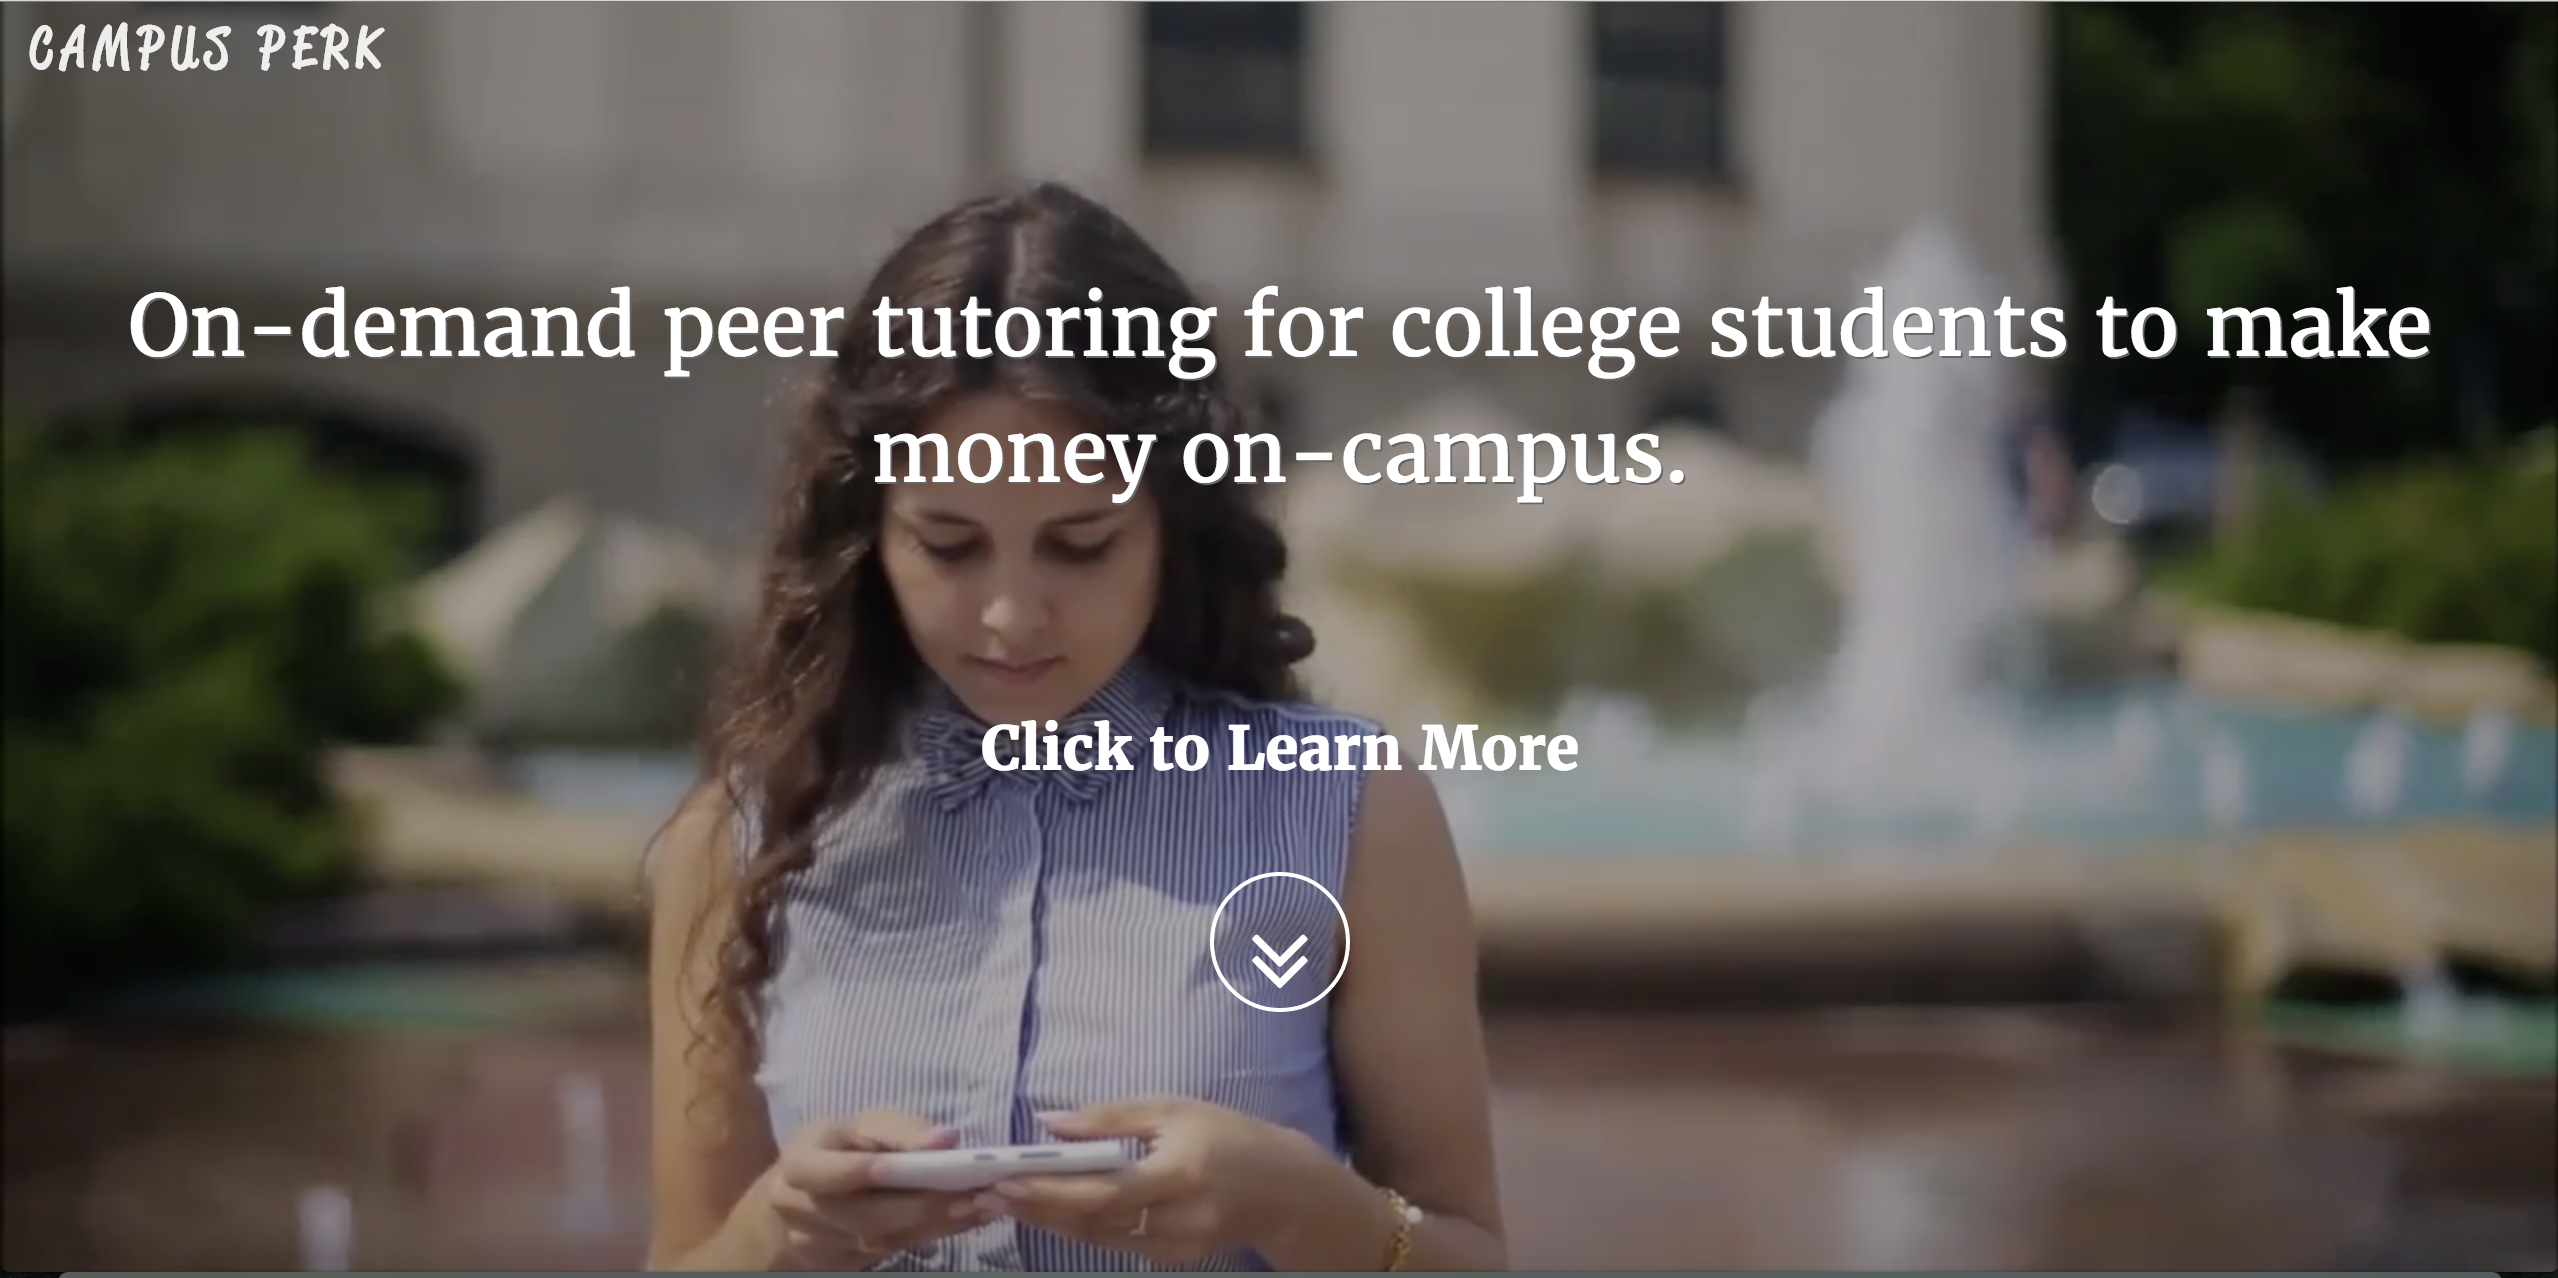 CAMPUS PERK
On-demand peer tutoring for college students to make
money on-campus.
Click to Learn More